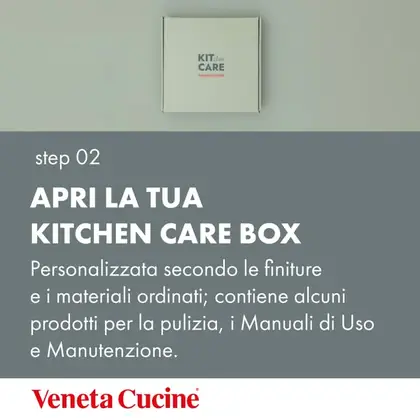 KITchen
CARE
step 02
APRI LA TUA
KITCHEN CARE BOX
Personalizzata secondo le finiture
e i materiali ordinati; contiene alcuni
prodotti per la pulizia, i Manuali di Uso
e Manutenzione.
Veneta Cucine